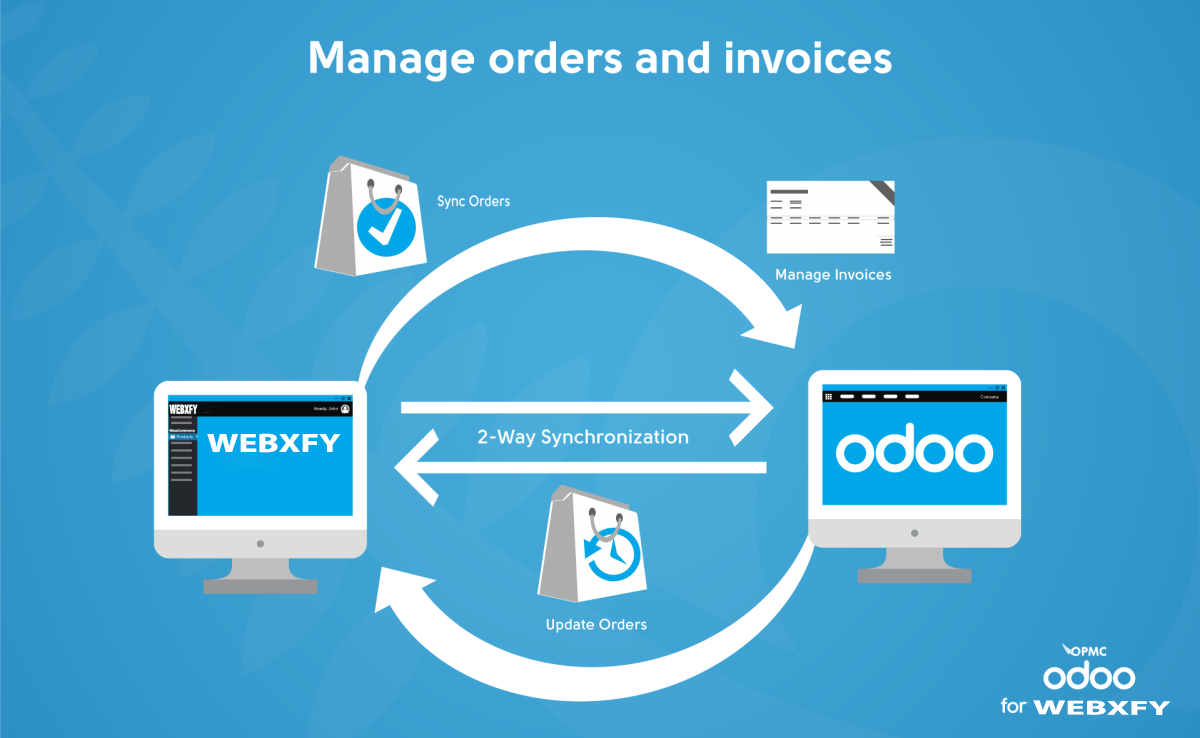 Manage orders and invoices
Sync Orders
Manage Invoices
WEBXFY
Howdy, John
WooCommerce
Products
WEBXFY
Company
odoo
2-Way Synchronization
Update Orders
OPMC
odoo
for WEBXFY